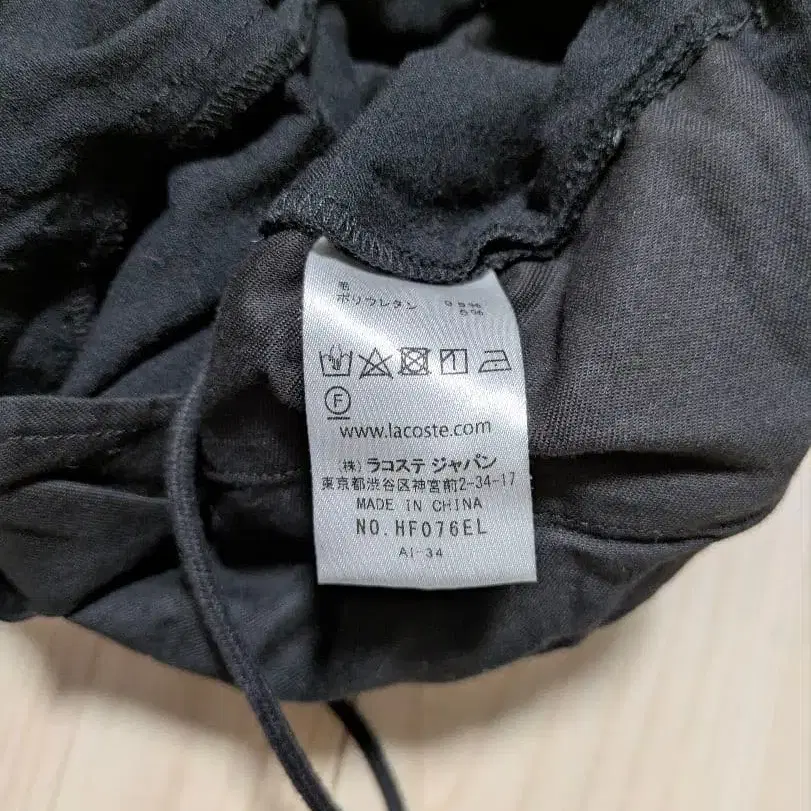 毛 95%
ポリウレタン 5%
F
www.lacoste.com
(株) ラコステ ジャパン
東京都渋谷区神宮前2-34-17
MADE IN CHINA
NO.HF076EL
AI-34